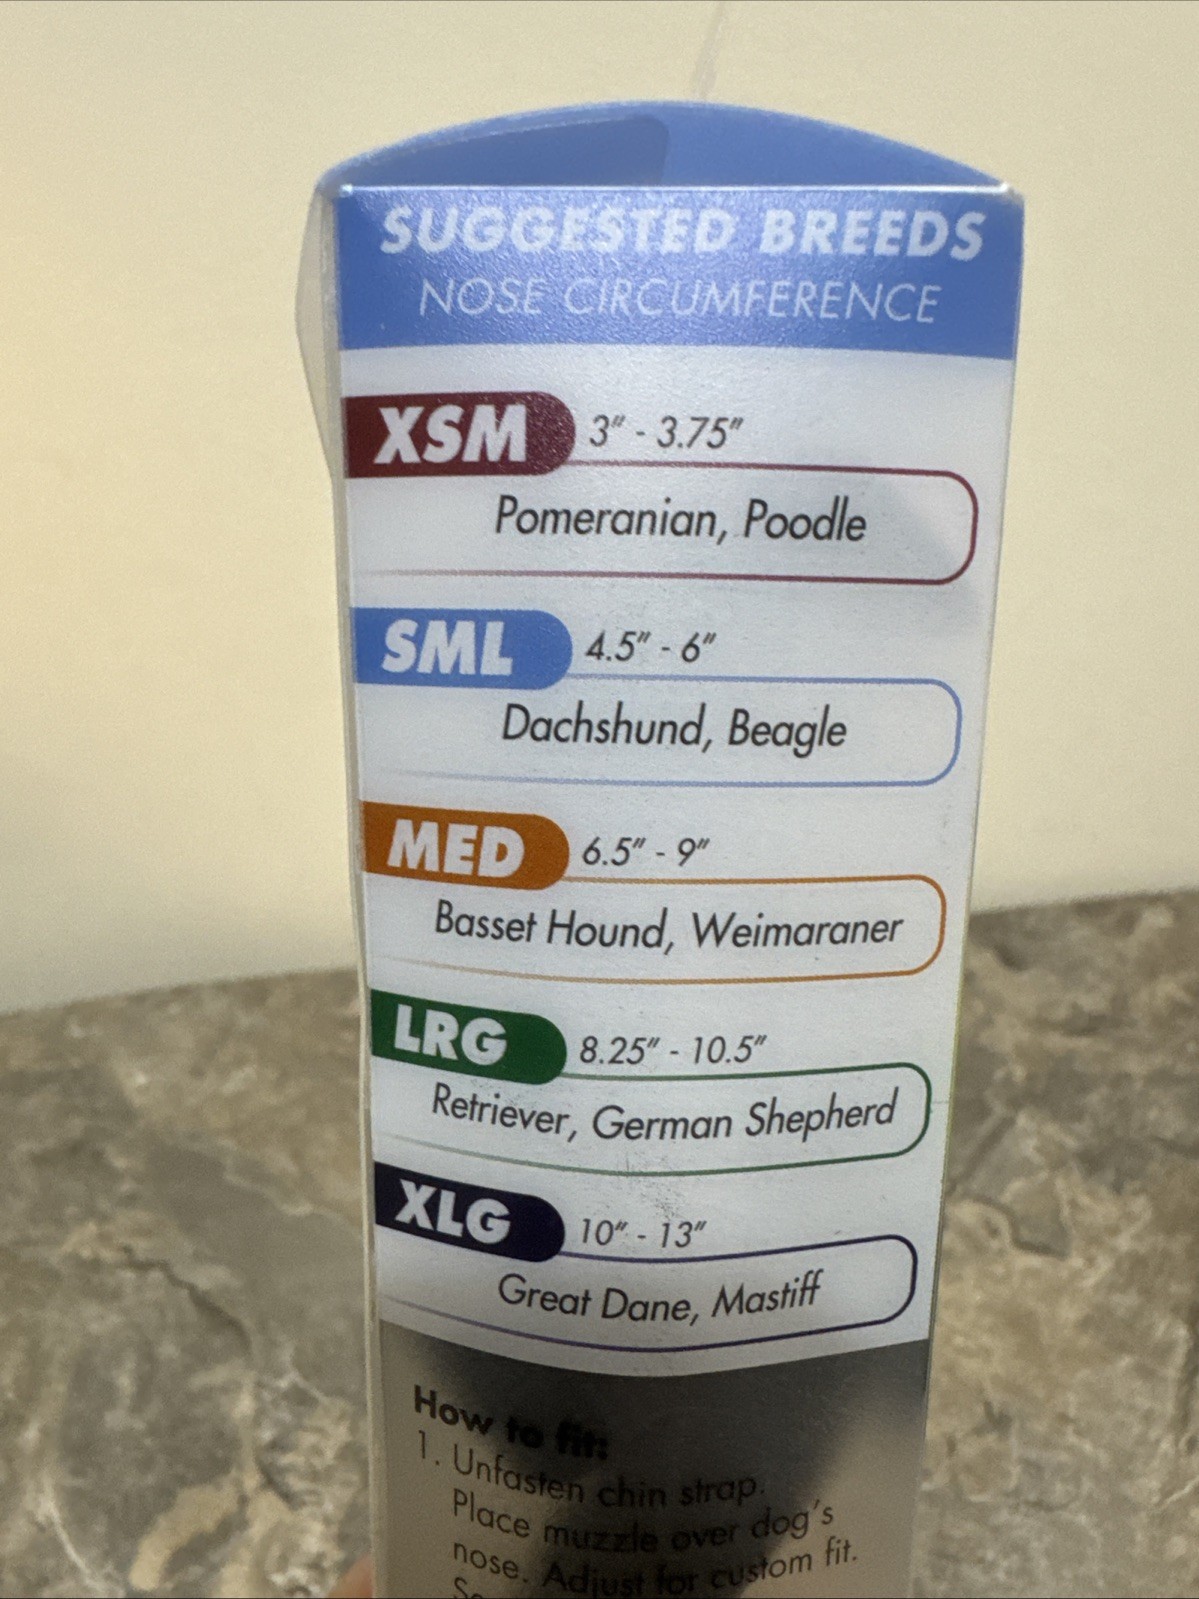 SUGGESTED BREEDS
NOSE CIRCUMFERENCE
XSM 3" - 3.75"
Pomeranian, Poodle
SML 4.5" - 6"
Dachshund, Beagle
MED 6.5" - 9"
Basset Hound, Weimaraner
LRG 8.25" - 10.5"
Retriever, German Shepherd
XLG 10" - 13"
Great Dane, Mastiff
How to fit:
1. Unfasten chin strap.
Place muzzle over dog's
nose. Adjust for custom fit.